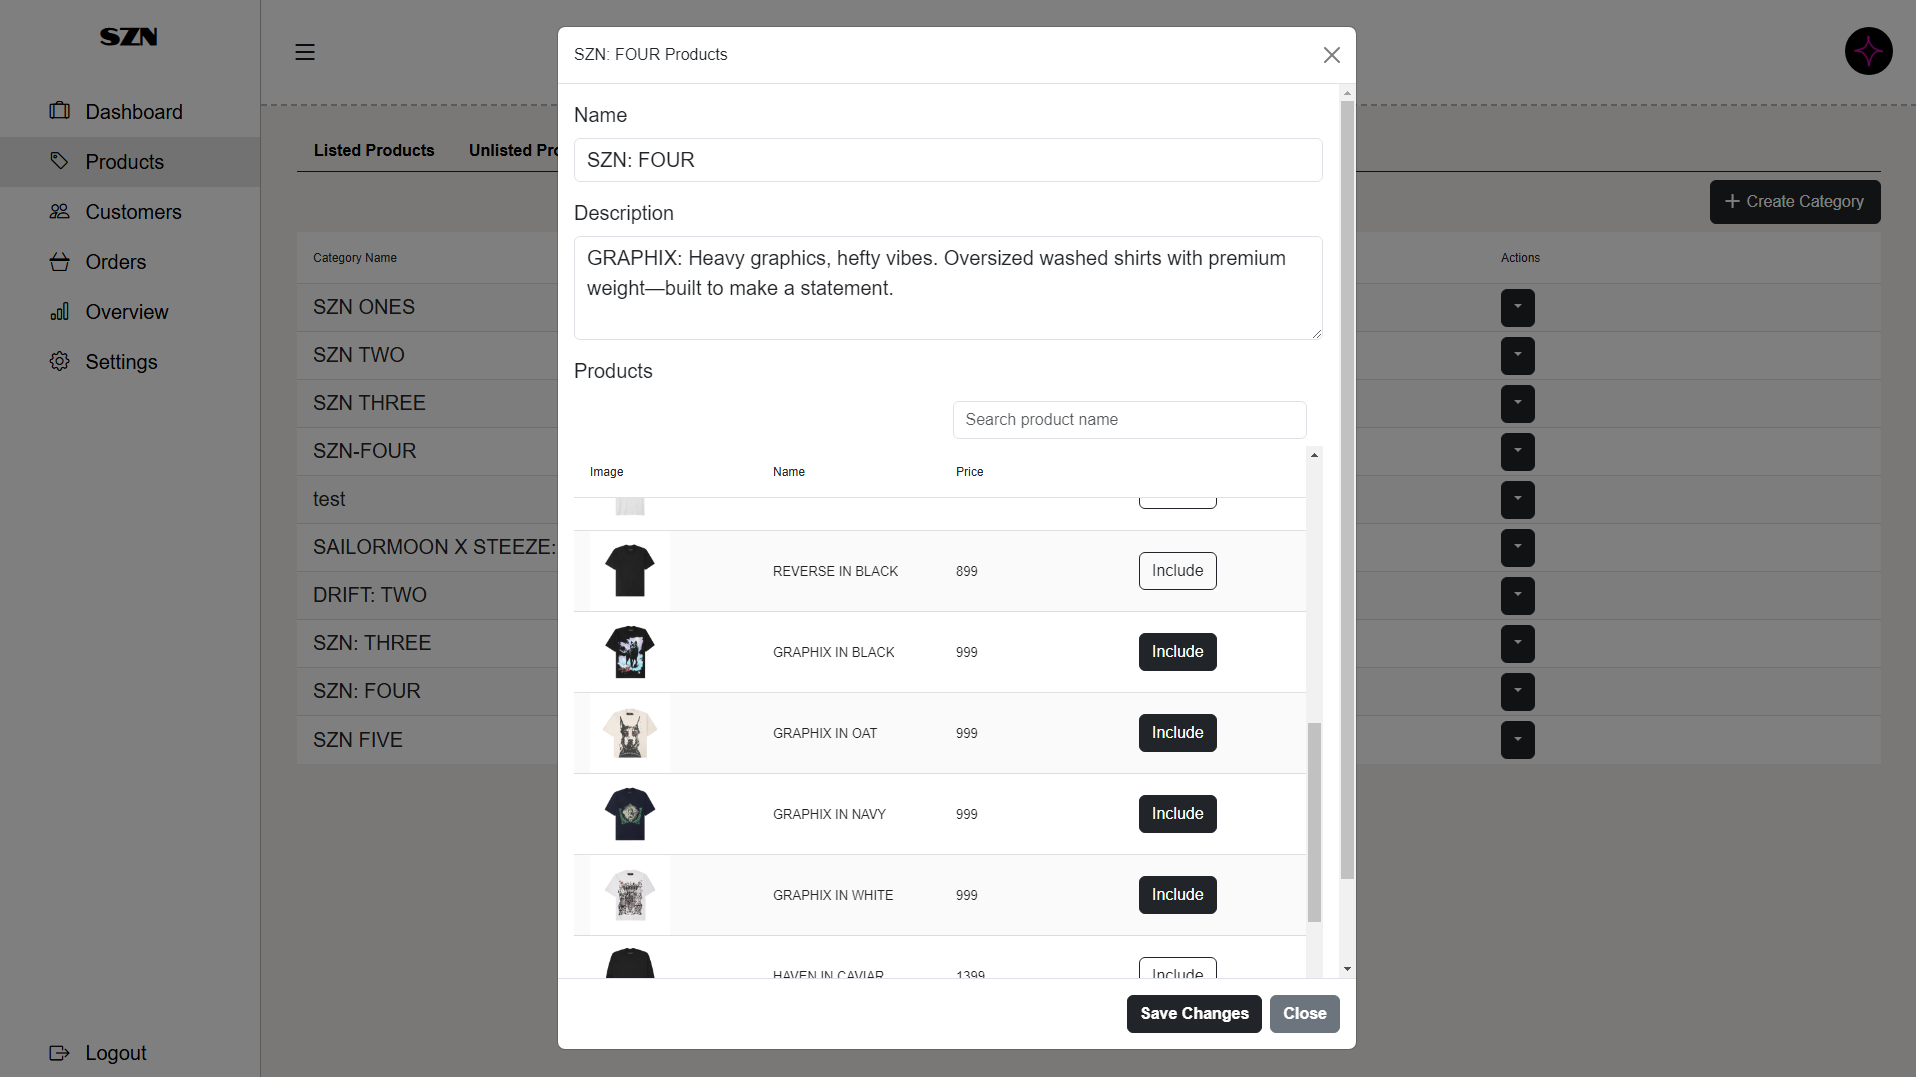 SZN
Dashboard
Products
Customers
Orders
Overview
Settings
Logout
Listed Products
Unlisted Pro
Create Category
Category Name
Actions
SZN ONES
SZN TWO
SZN THREE
SZN-FOUR
test
SAILORMOON X STEEZE:
DRIFT: TWO
SZN: THREE
SZN: FOUR
SZN FIVE
SZN: FOUR Products
Name
SZN: FOUR
Description
GRAPHIX: Heavy graphics, hefty vibes. Oversized washed shirts with premium
weight—built to make a statement.
Products
Search product name
Image Name Price
REVERSE IN BLACK 899 Include
GRAPHIX IN BLACK 999 Include
GRAPHIX IN OAT 999 Include
GRAPHIX IN NAVY 999 Include
GRAPHIX IN WHITE 999 Include
HAVEN IN CAVIAR 1399 Include
Save Changes Close